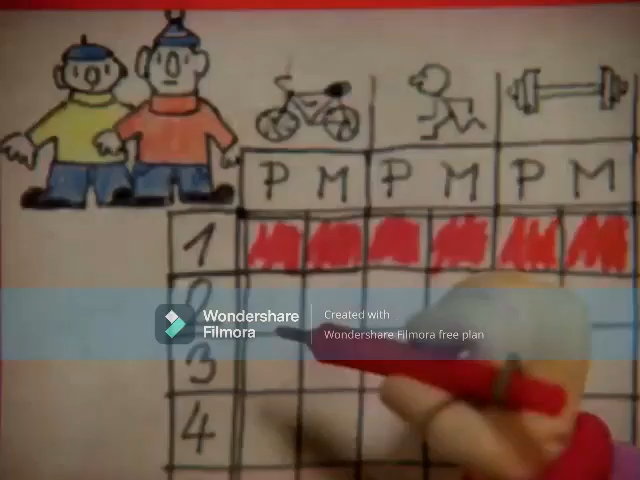 P M P M P M
1
2
Wondershare
Filmora
Created with
Wondershare Filmora free plan
3
4